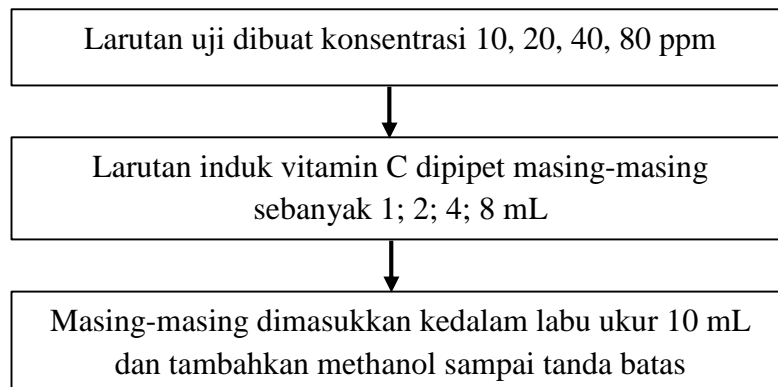 Larutan uji dibuat konsentrasi 10, 20, 40, 80 ppm
Larutan induk vitamin C dipipet masing-masing
sebanyak 1; 2; 4; 8 mL
Masing-masing dimasukkan kedalam labu ukur 10 mL
dan tambahkan methanol sampai tanda batas